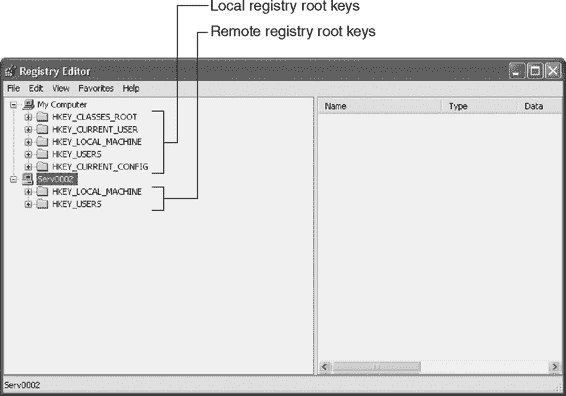 Local registry root keys
Remote registry root keys
Registry Editor
File Edit View Favorites Help
My Computer
HKEY_CLASSES_ROOT
HKEY_CURRENT_USER
HKEY_LOCAL_MACHINE
HKEY_USERS
HKEY_CURRENT_CONFIG
Serv0002
HKEY_LOCAL_MACHINE
HKEY_USERS
Name Type Data
Serv0002